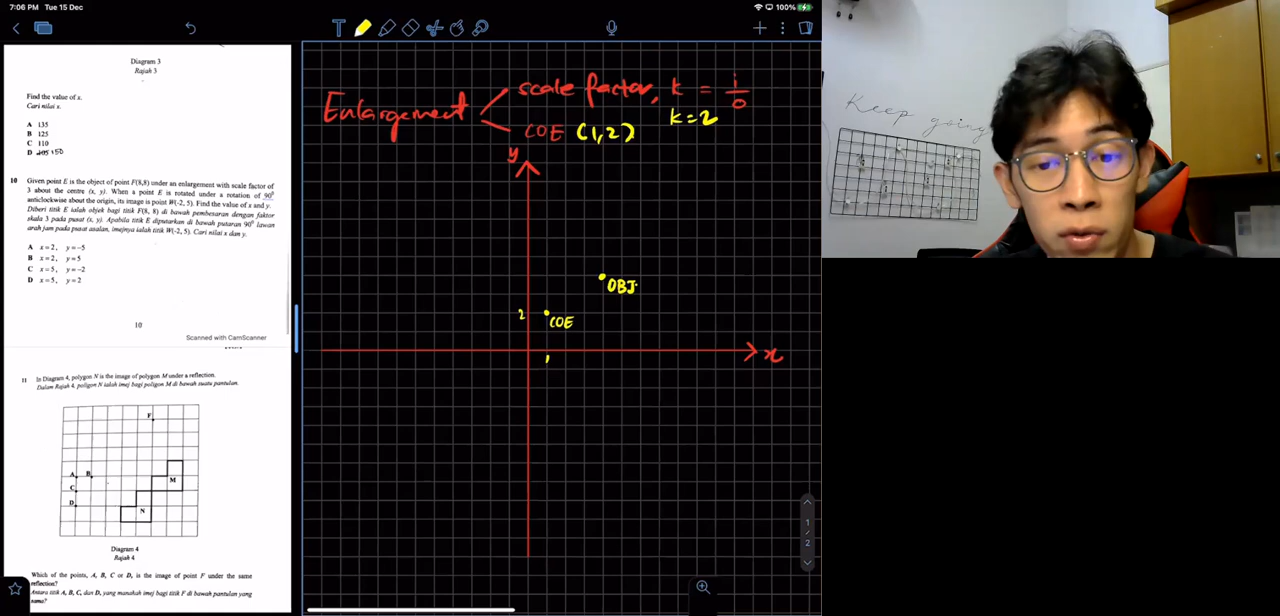 7:06 PM Tue 15 Dec
100%
Diagram 3
Rajah 3
Find the value of x.
Cari nilai x.
A 135
B 125
C 110
D 150
10 Given point E is the object of point F(8,8) under an enlargement with scale factor of
3 about the centre (x, y). When a point E is rotated under a rotation of 90⁰
anticlockwise about the origin, its image is point W(-2, 5). Find the value of x and y.
Diberi titik E ialah objek bagi titik F(8, 8) di bawah pembesaran dengan faktor
skala 3 pada pusat (x, y). Apabila titik E diputarkan di bawah putaran 90⁰ lawan
arah jam pada pusat asalan, imejnya ialah titik W(-2, 5). Cari nilai x dan y.
A x=2, y=-5
B x=2, y=5
C x=5, y=-2
D x=5, y=2
10
Scanned with CamScanner
11 In Diagram 4, polygon N is the image of polygon M under a reflection.
Dalam Rajah 4, poligon N ialah imej bagi poligon M di bawah suatu pantulan.
F
A B
M
C
D
N
Diagram 4
Rajah 4
Which of the points, A, B, C or D, is the image of point F under the same
reflection?
Antara titik A, B, C, dan D, yang manakah imej bagi titik F di bawah pantulan yang
sama?
Enlargement
scale factor, k = i/o
k=2
COE (1,2)
y
OBJ
2
COE
1
x
1
2
Keep going